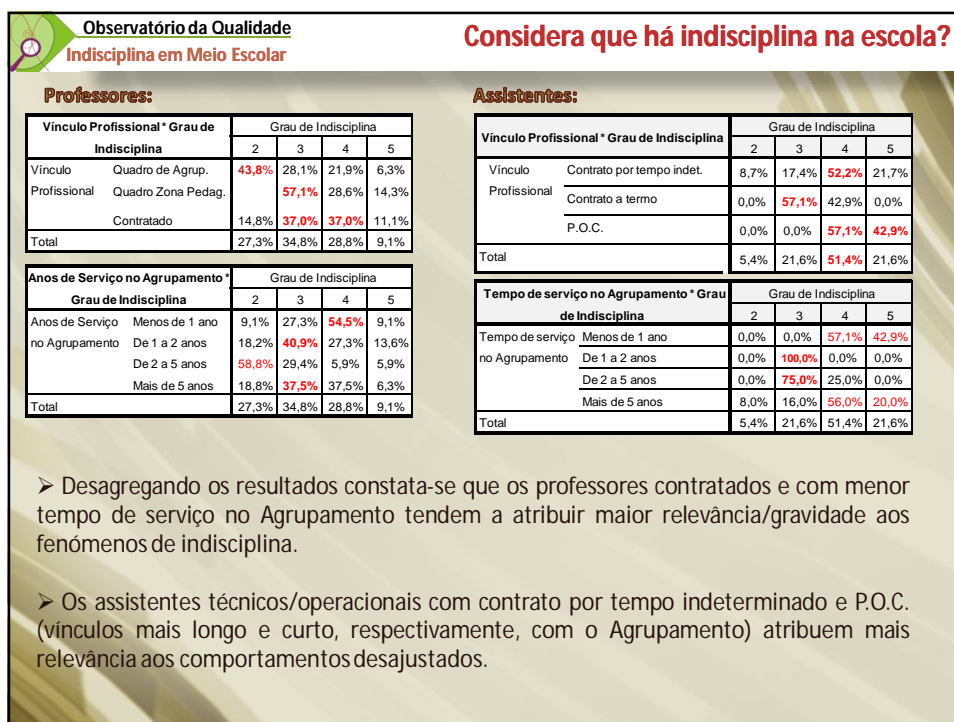 Observatório da Qualidade
Indisciplina em Meio Escolar
Considera que há indisciplina na escola?
Professores:
Vínculo Profissional * Grau de Indisciplina Grau de Indisciplina
2 3 4 5
Vínculo Profissional Quadro de Agrup. 43,8% 28,1% 21,9% 6,3%
Quadro Zona Pedag. 57,1% 28,6% 14,3%
Contratado 14,8% 37,0% 37,0% 11,1%
Total 27,3% 34,8% 28,8% 9,1%
Anos de Serviço no Agrupamento * Grau de Indisciplina Grau de Indisciplina
2 3 4 5
Anos de Serviço no Agrupamento Menos de 1 ano 9,1% 27,3% 54,5% 9,1%
De 1 a 2 anos 18,2% 40,9% 27,3% 13,6%
De 2 a 5 anos 58,8% 29,4% 5,9% 5,9%
Mais de 5 anos 18,8% 37,5% 37,5% 6,3%
Total 27,3% 34,8% 28,8% 9,1%
Assistentes:
Vínculo Profissional * Grau de Indisciplina Grau de Indisciplina
2 3 4 5
Vínculo Profissional Contrato por tempo indet. 8,7% 17,4% 52,2% 21,7%
Contrato a termo 0,0% 57,1% 42,9% 0,0%
P.O.C. 0,0% 0,0% 57,1% 42,9%
Total 5,4% 21,6% 51,4% 21,6%
Tempo de serviço no Agrupamento * Grau de Indisciplina Grau de Indisciplina
2 3 4 5
Tempo de serviço no Agrupamento Menos de 1 ano 0,0% 0,0% 57,1% 42,9%
De 1 a 2 anos 0,0% 100,0% 0,0% 0,0%
De 2 a 5 anos 0,0% 75,0% 25,0% 0,0%
Mais de 5 anos 8,0% 16,0% 56,0% 20,0%
Total 5,4% 21,6% 51,4% 21,6%
➢ Desagregando os resultados constata-se que os professores contratados e com menor
tempo de serviço no Agrupamento tendem a atribuir maior relevância/gravidade aos
fenómenos de indisciplina.
➢ Os assistentes técnicos/operacionais com contrato por tempo indeterminado e P.O.C.
(vínculos mais longo e curto, respectivamente, com o Agrupamento) atribuem mais
relevância aos comportamentos desajustados.